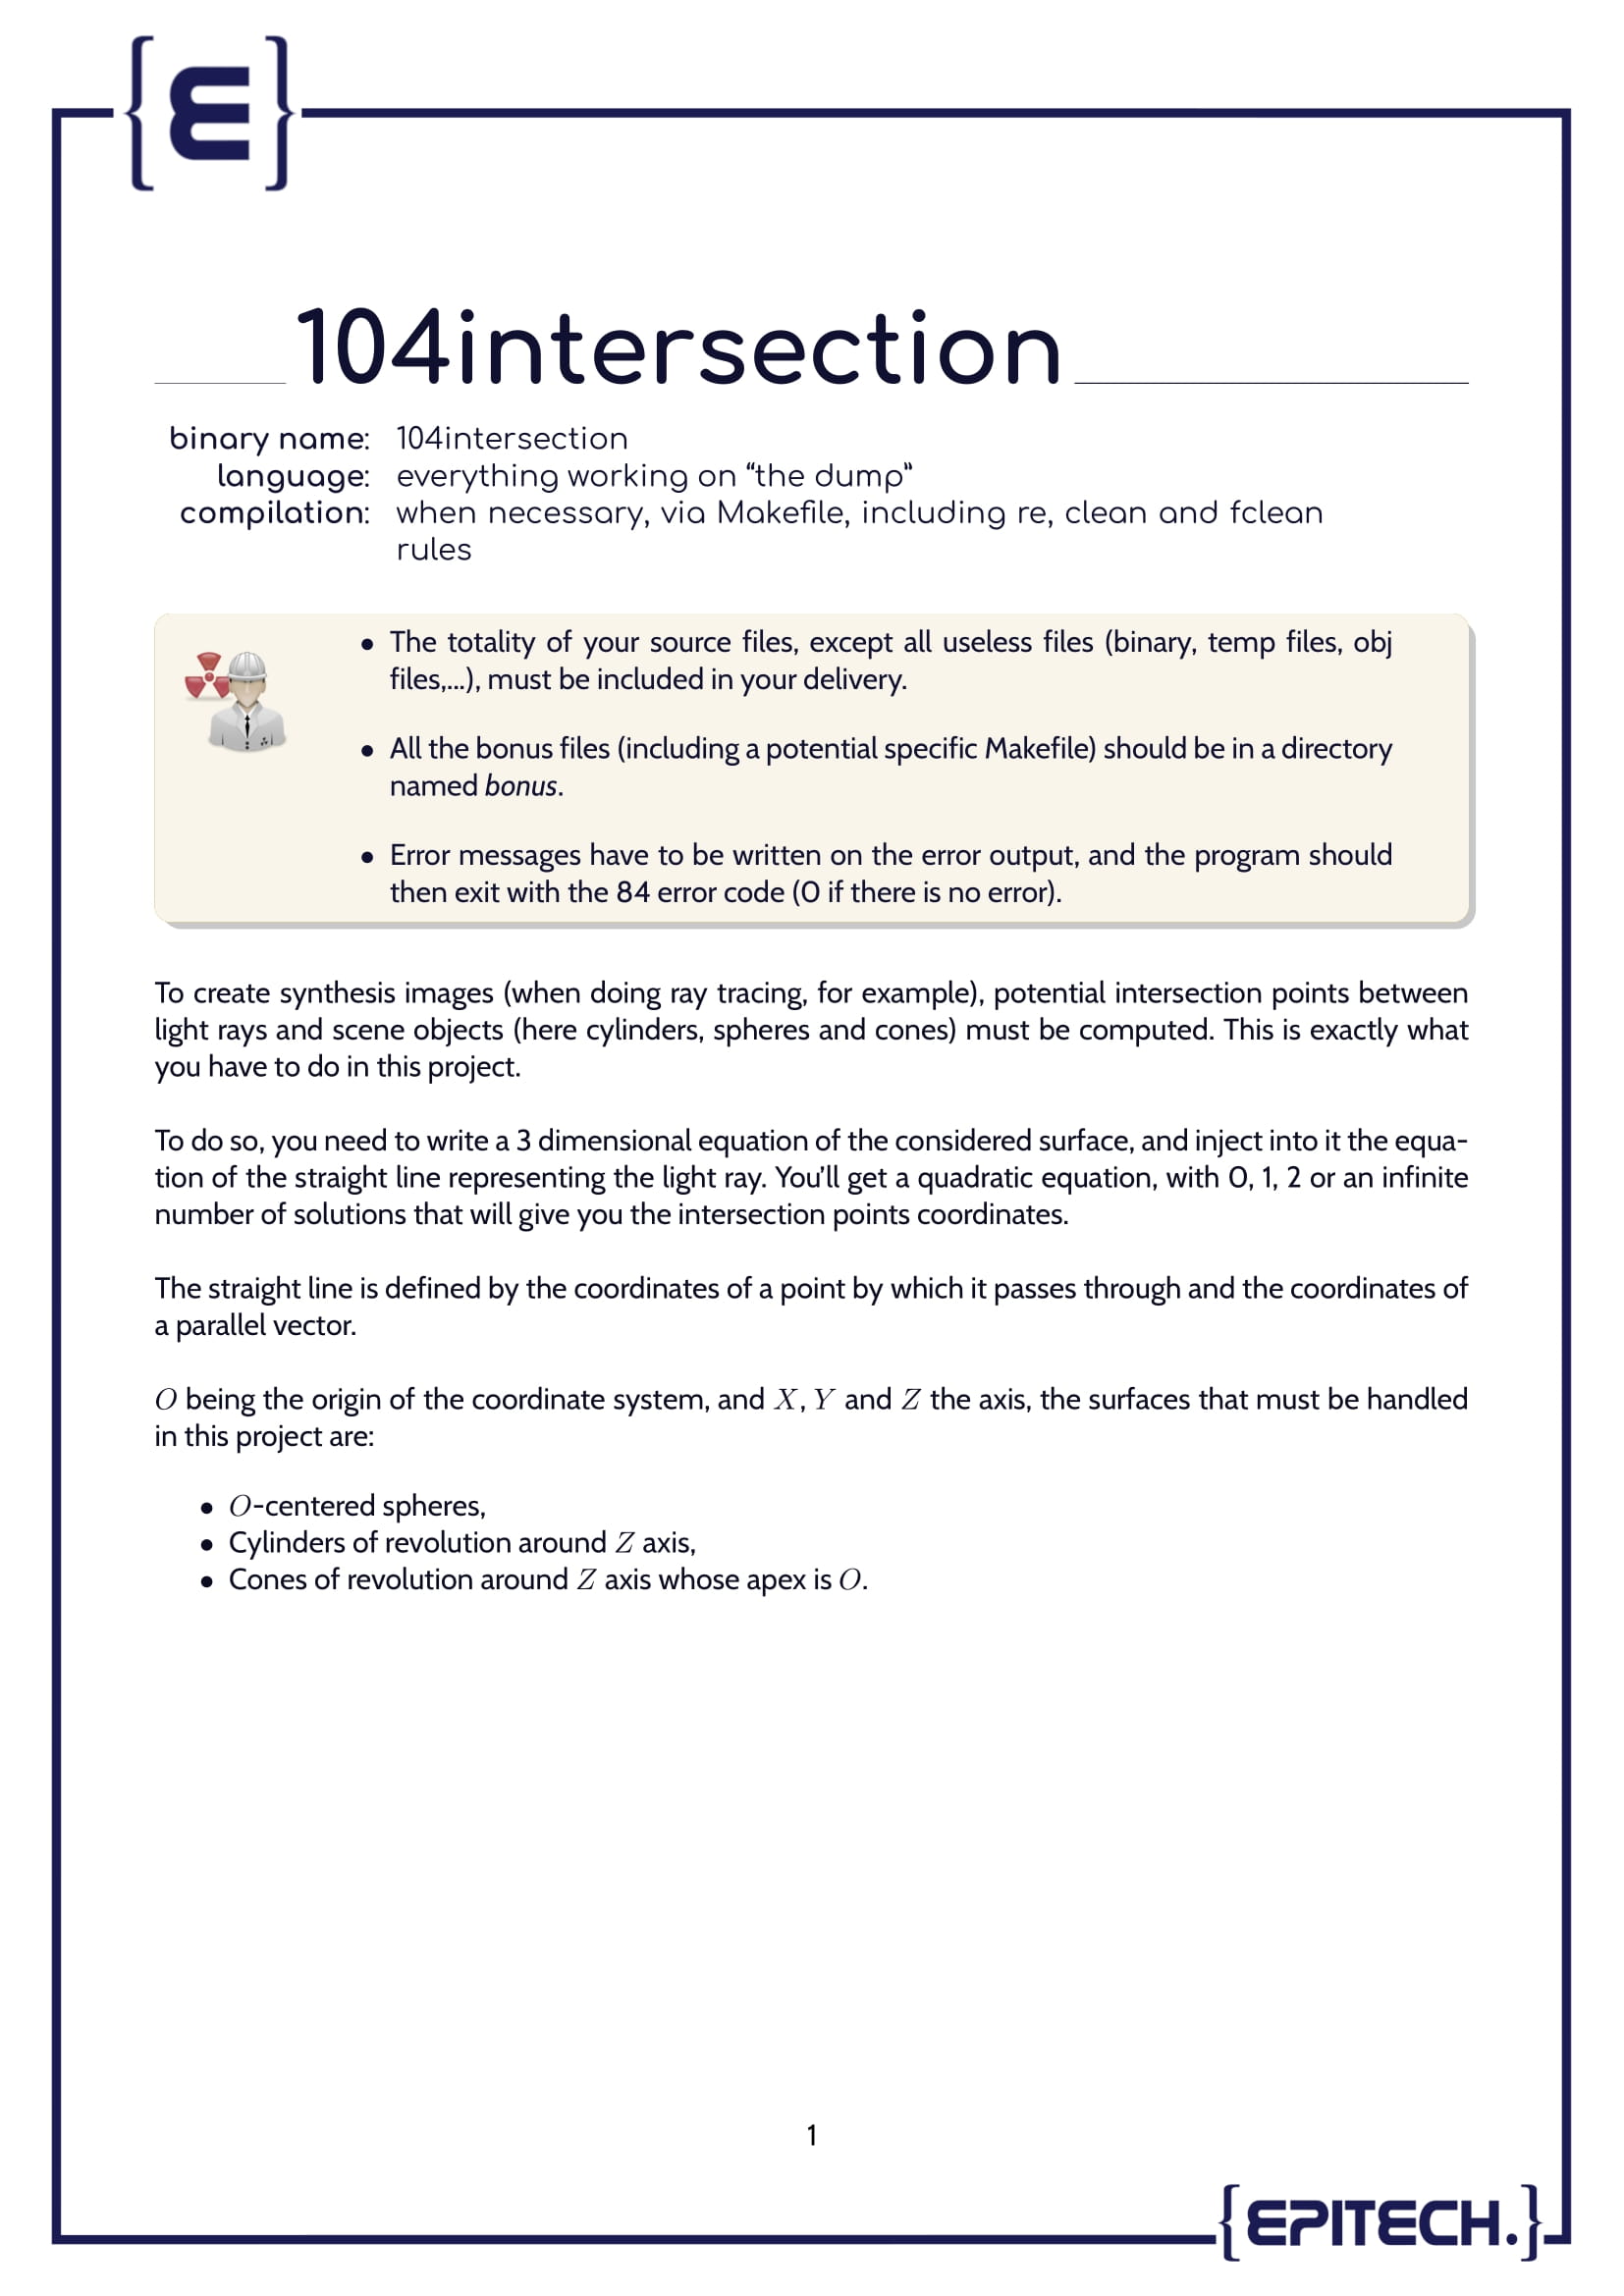 104intersection
binary name: 104intersection
language: everything working on “the dump”
compilation: when necessary, via Makefile, including re, clean and fclean
rules
• The totality of your source files, except all useless files (binary, temp files, obj
files,...), must be included in your delivery.
• All the bonus files (including a potential specific Makefile) should be in a directory
named bonus.
• Error messages have to be written on the error output, and the program should
then exit with the 84 error code (0 if there is no error).
To create synthesis images (when doing ray tracing, for example), potential intersection points between
light rays and scene objects (here cylinders, spheres and cones) must be computed. This is exactly what
you have to do in this project.
To do so, you need to write a 3 dimensional equation of the considered surface, and inject into it the equa-
tion of the straight line representing the light ray. You’ll get a quadratic equation, with 0, 1, 2 or an infinite
number of solutions that will give you the intersection points coordinates.
The straight line is defined by the coordinates of a point by which it passes through and the coordinates of
a parallel vector.
O being the origin of the coordinate system, and X, Y and Z the axis, the surfaces that must be handled
in this project are:
• O-centered spheres,
• Cylinders of revolution around Z axis,
• Cones of revolution around Z axis whose apex is O.
1
{EPITECH.}